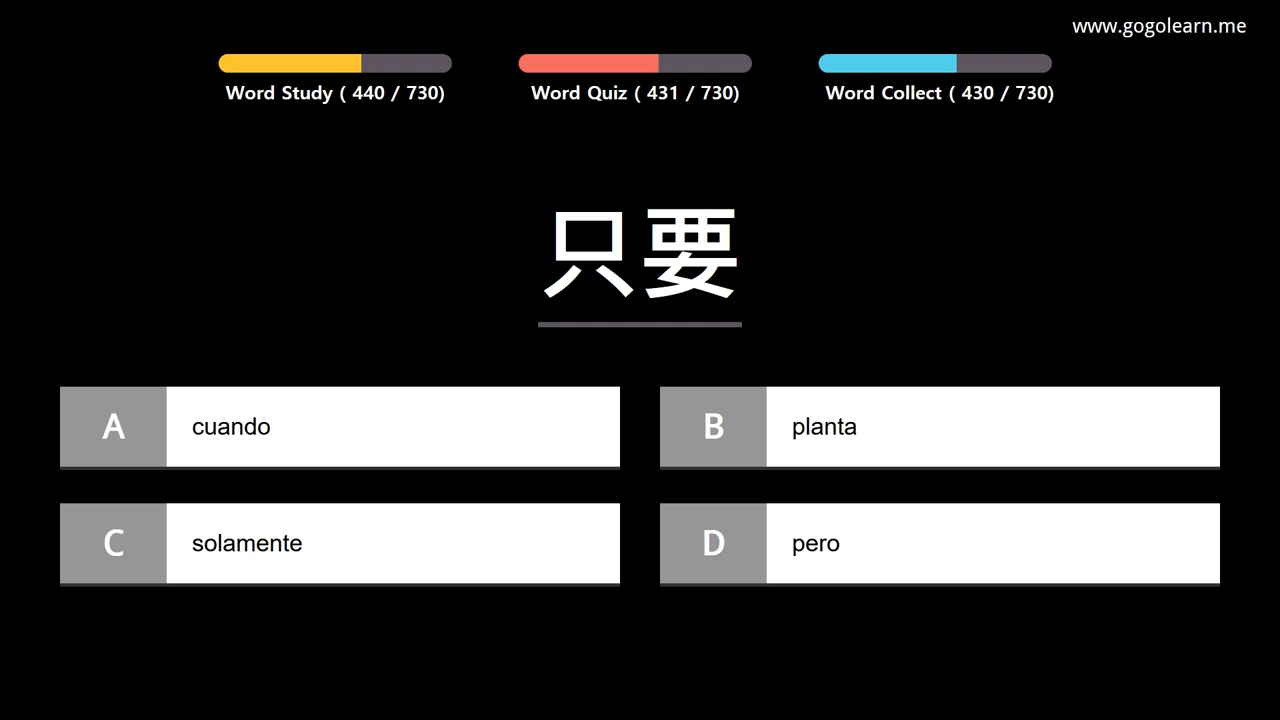 www.gogolearn.me
Word Study ( 440 / 730)
Word Quiz ( 431 / 730)
Word Collect ( 430 / 730)
只要
A cuando
B planta
C solamente
D pero